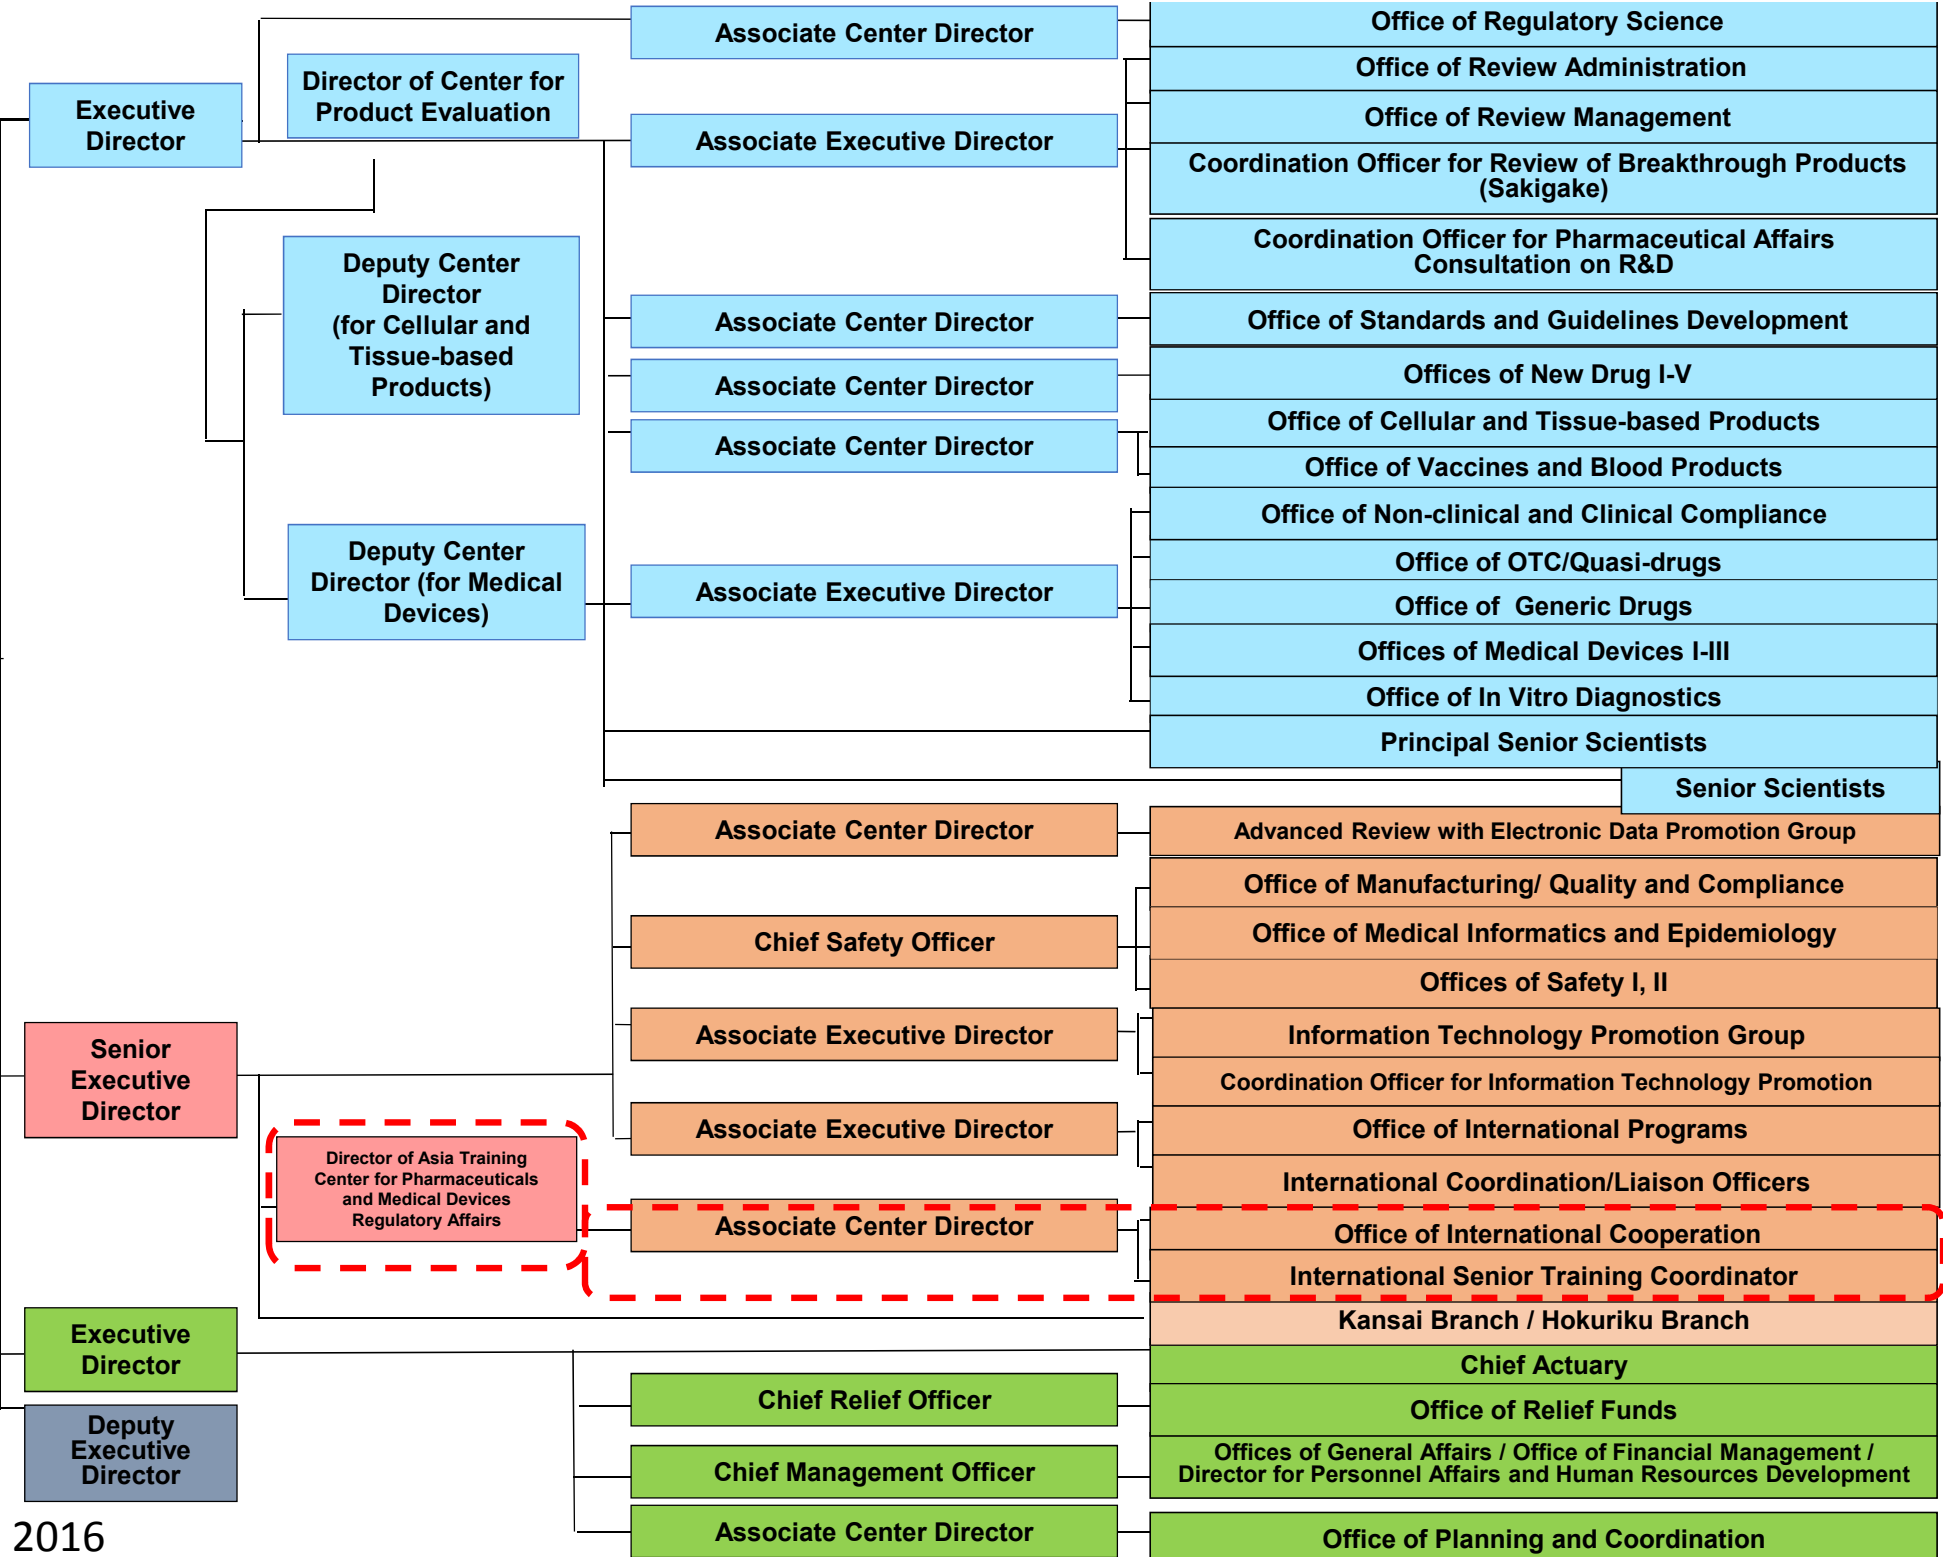 Executive
Director
Director of Center for
Product Evaluation
Deputy Center
Director
(for Cellular and
Tissue-based
Products)
Deputy Center
Director (for Medical
Devices)
Associate Center Director
Office of Regulatory Science
Associate Executive Director
Office of Review Administration
Office of Review Management
Coordination Officer for Review of Breakthrough Products
(Sakigake)
Coordination Officer for Pharmaceutical Affairs
Consultation on R&D
Associate Center Director
Office of Standards and Guidelines Development
Associate Center Director
Offices of New Drug I-V
Associate Center Director
Office of Cellular and Tissue-based Products
Office of Vaccines and Blood Products
Associate Executive Director
Office of Non-clinical and Clinical Compliance
Office of OTC/Quasi-drugs
Office of  Generic Drugs
Offices of Medical Devices I-III
Office of In Vitro Diagnostics
Principal Senior Scientists
Senior Scientists
Senior
Executive
Director
Associate Center Director
Advanced Review with Electronic Data Promotion Group
Chief Safety Officer
Office of Manufacturing/ Quality and Compliance
Office of Medical Informatics and Epidemiology
Offices of Safety I, II
Associate Executive Director
Information Technology Promotion Group
Coordination Officer for Information Technology Promotion
Associate Executive Director
Office of International Programs
International Coordination/Liaison Officers
Director of Asia Training
Center for Pharmaceuticals
and Medical Devices
Regulatory Affairs
Associate Center Director
Office of International Cooperation
International Senior Training Coordinator
Kansai Branch / Hokuriku Branch
Executive
Director
Chief Actuary
Chief Relief Officer
Office of Relief Funds
Chief Management Officer
Offices of General Affairs / Office of Financial Management /
Director for Personnel Affairs and Human Resources Development
Associate Center Director
Office of Planning and Coordination
Deputy
Executive
Director
2016